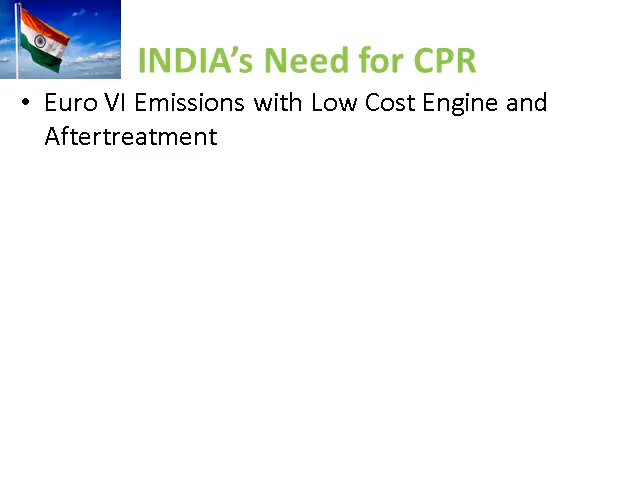 INDIA’s Need for CPR
• Euro VI Emissions with Low Cost Engine and
Aftertreatment